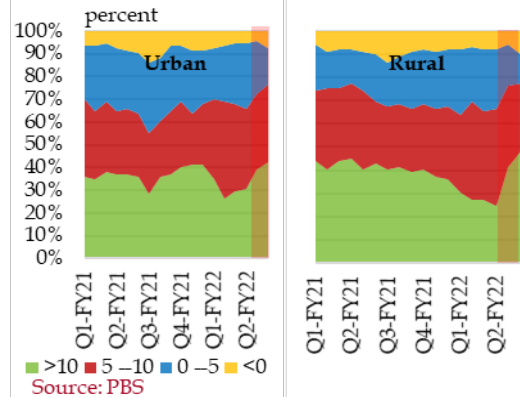 percent
100%
90%
80%
70%
60%
50%
40%
30%
20%
10%
0%
Urban
Rural
Q1-FY21
Q2-FY21
Q3-FY21
Q4-FY21
Q1-FY22
Q2-FY22
Q1-FY21
Q2-FY21
Q3-FY21
Q4-FY21
Q1-FY22
Q2-FY22
>10 5 –10 0 –5 <0
Source: PBS